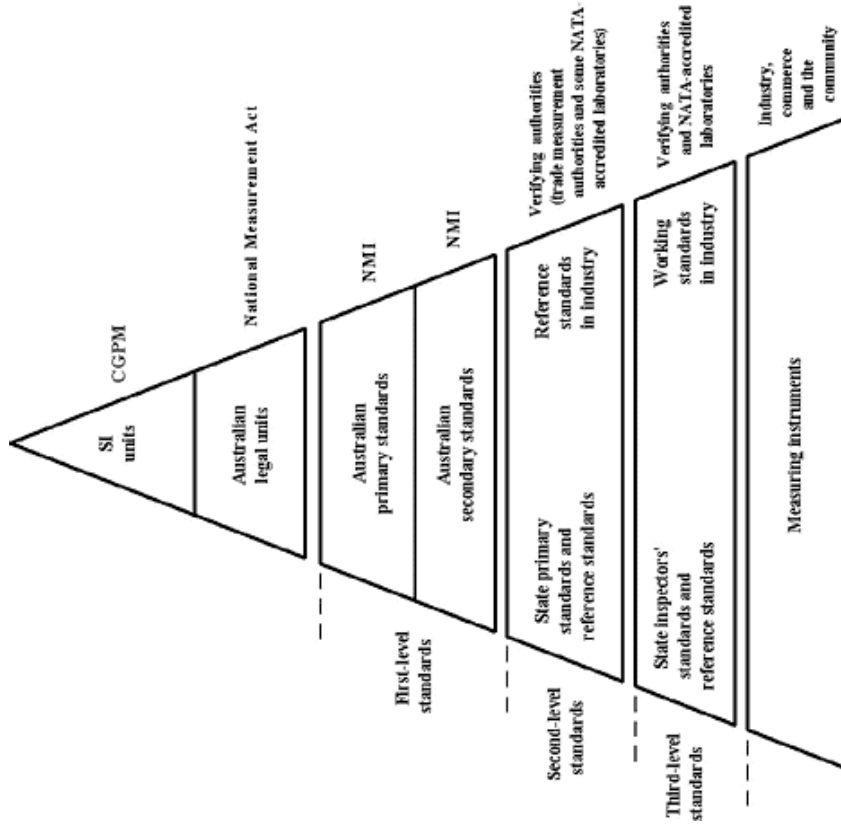 CGPM
SI
units
National Measurement Act
Australian
legal units
NMI
Australian
primary standards
First-level
standards
NMI
Australian
secondary standards
Verifying authorities
(trade measurement
authorities and some NATA-
accredited laboratories)
Reference
standards
in industry
State primary
standards and
reference standards
Second-level
standards
Verifying authorities
and NATA-accredited
laboratories
Working
standards
in industry
State inspectors'
standards and
reference standards
Third-level
standards
Industry,
commerce
and the
community
Measuring instruments